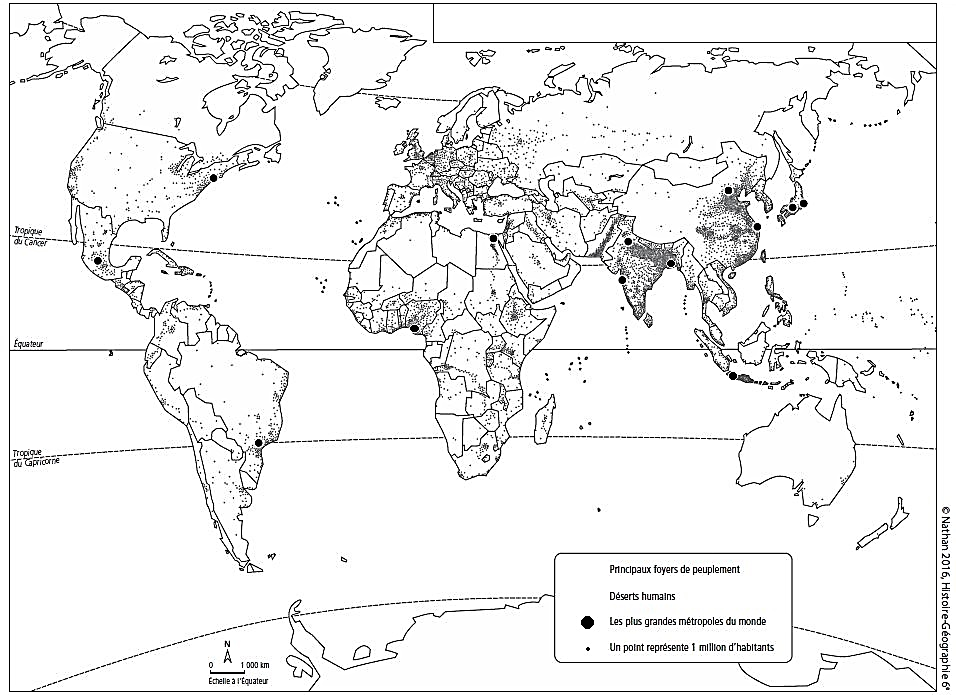 Tropique
du Cancer
Équateur
Tropique
du Capricorne
Principaux foyers de peuplement
Déserts humains
Les plus grandes métropoles du monde
Un point représente 1 million d'habitants
N
0 1 000 km
Échelle à l'Équateur
© Nathan 2016, Histoire-Géographie 6e